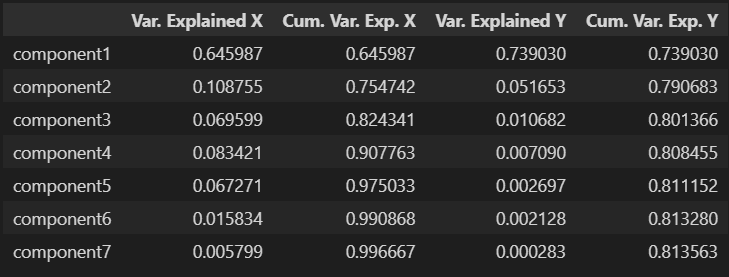 Var. Explained X Cum. Var. Exp. X Var. Explained Y Cum. Var. Exp. Y
component1 0.645987 0.645987 0.739030 0.739030
component2 0.108755 0.754742 0.051653 0.790683
component3 0.069599 0.824341 0.010682 0.801366
component4 0.083421 0.907763 0.007090 0.808455
component5 0.067271 0.975033 0.002697 0.811152
component6 0.015834 0.990868 0.002128 0.813280
component7 0.005799 0.996667 0.000283 0.813563